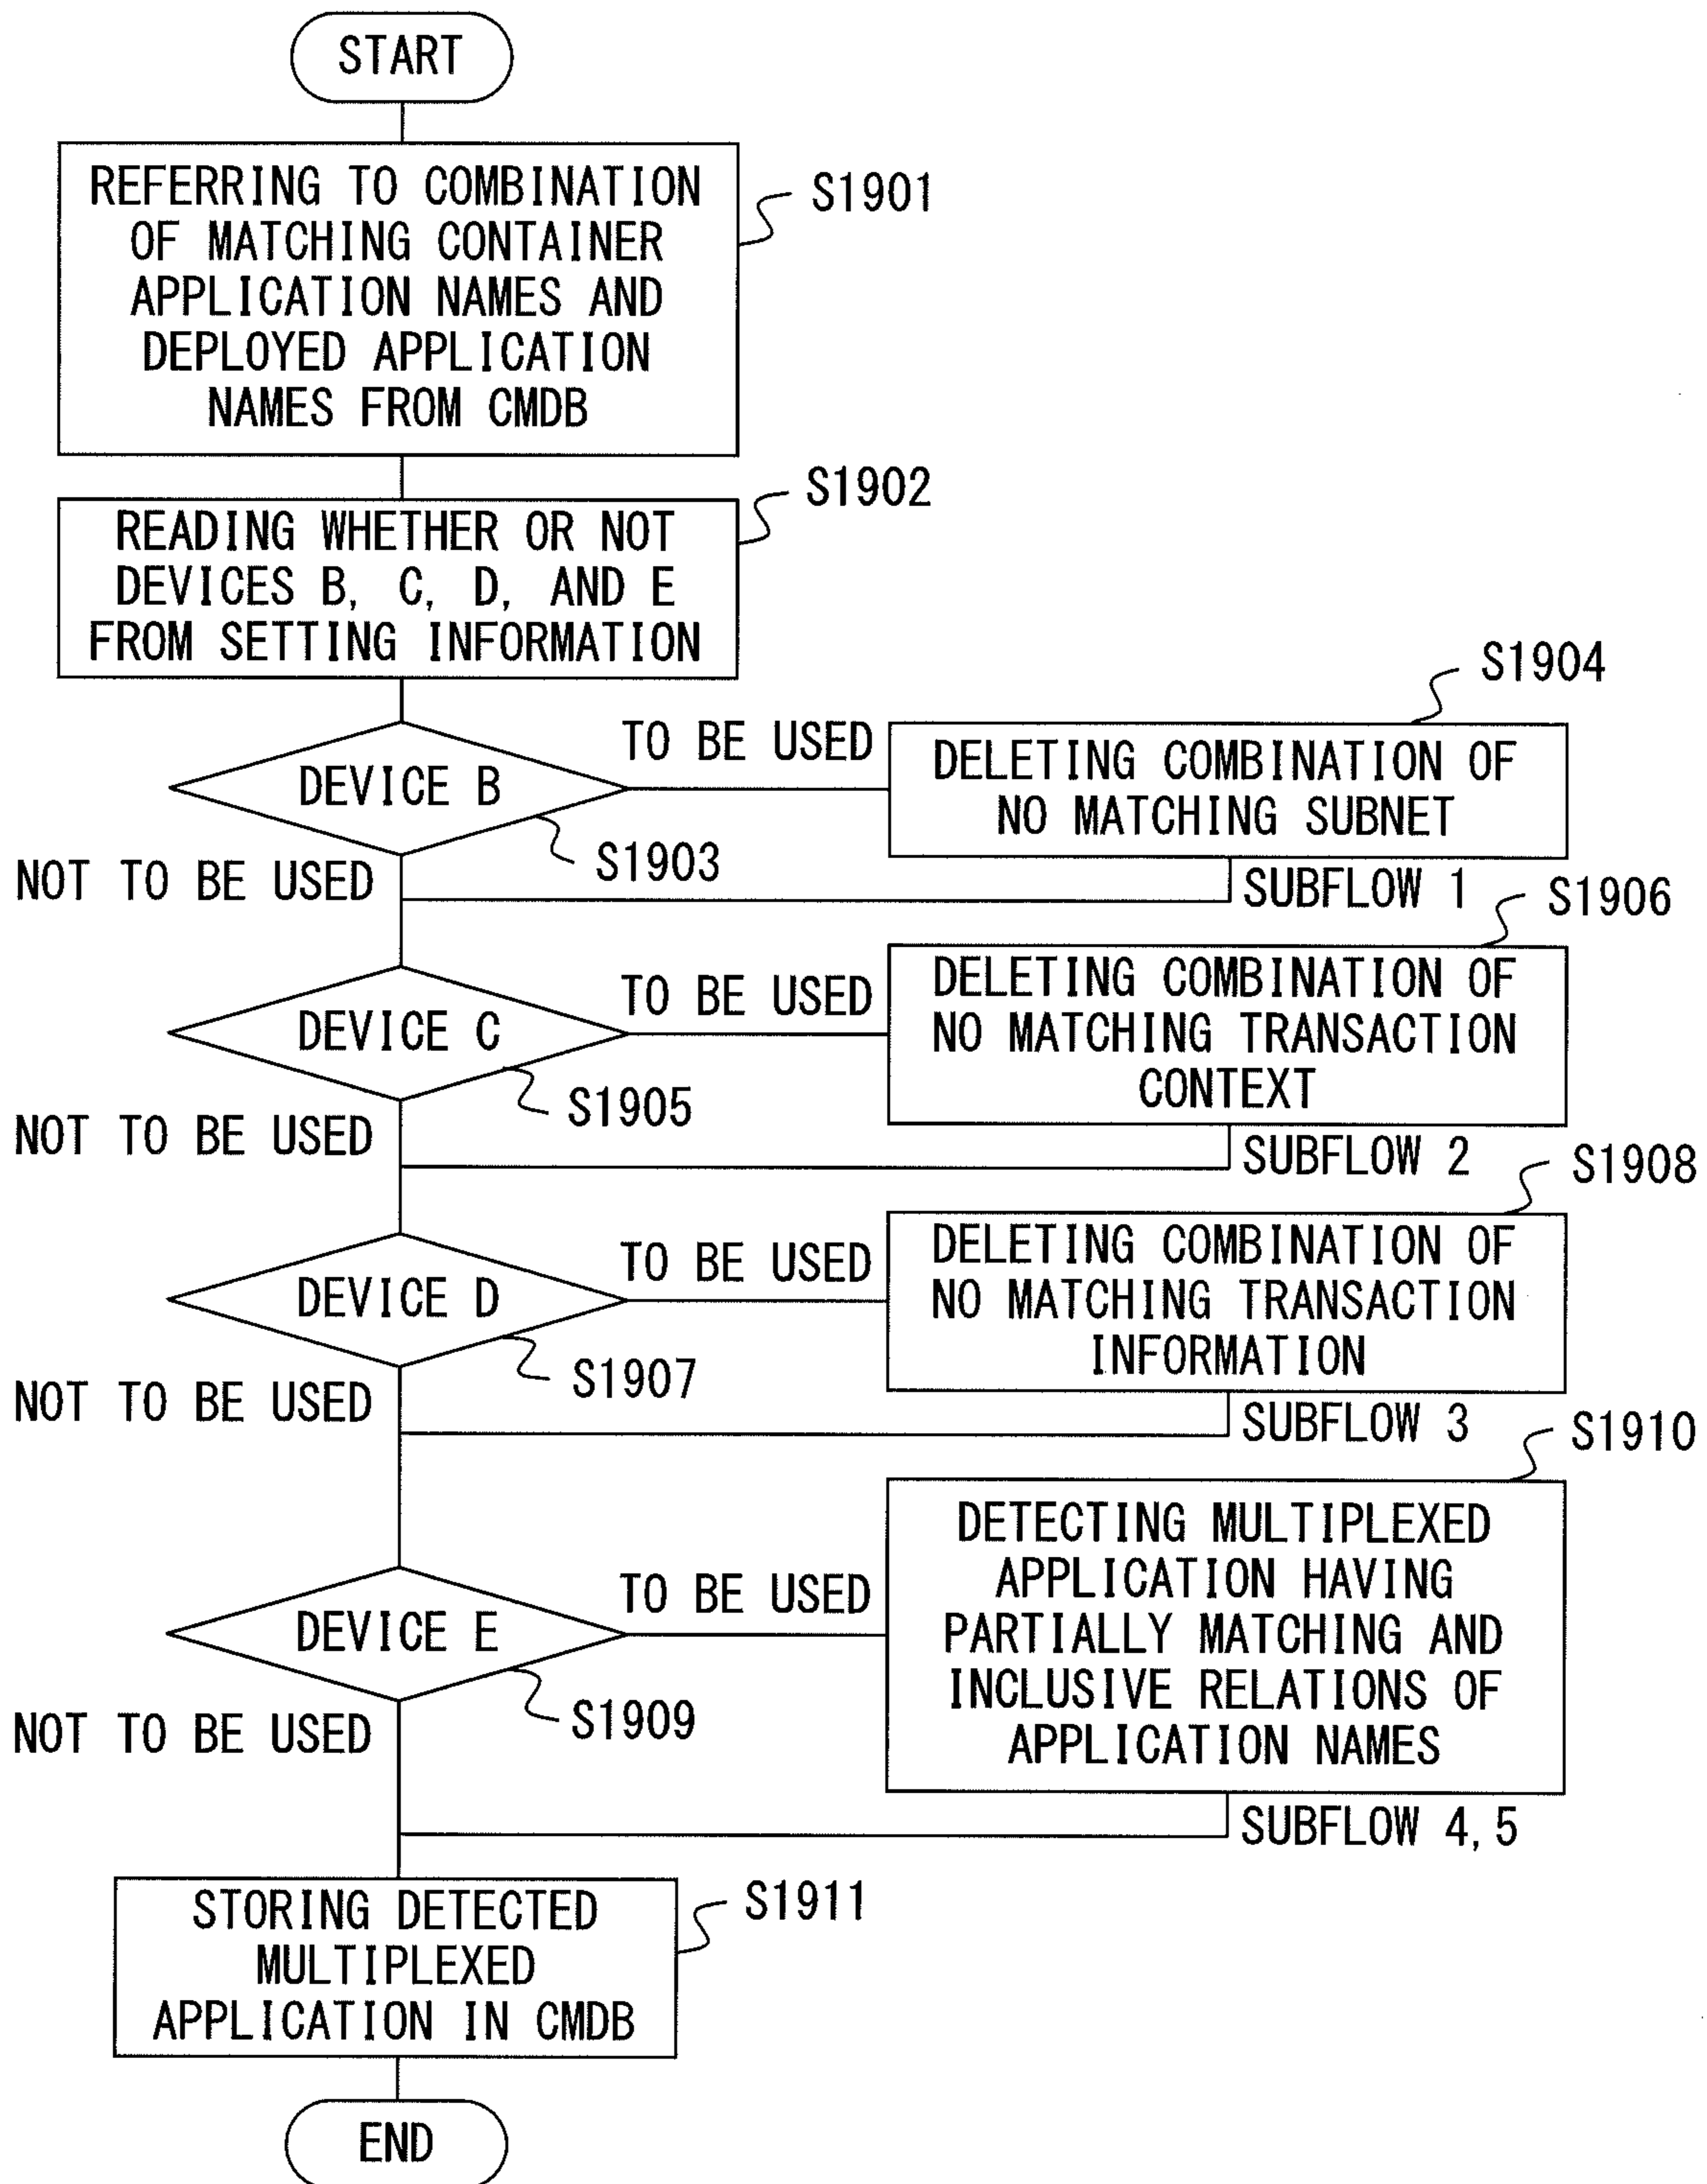 START
REFERRING TO COMBINATION
OF MATCHING CONTAINER
APPLICATION NAMES AND
DEPLOYED APPLICATION
NAMES FROM CMDB
S1901
READING WHETHER OR NOT
DEVICES B, C, D, AND E
FROM SETTING INFORMATION
S1902
DEVICE B
S1903
TO BE USED
NOT TO BE USED
DELETING COMBINATION OF
NO MATCHING SUBNET
S1904
SUBFLOW 1
DEVICE C
S1905
TO BE USED
NOT TO BE USED
DELETING COMBINATION OF
NO MATCHING TRANSACTION
CONTEXT
S1906
SUBFLOW 2
DEVICE D
S1907
TO BE USED
NOT TO BE USED
DELETING COMBINATION OF
NO MATCHING TRANSACTION
INFORMATION
S1908
SUBFLOW 3
DEVICE E
S1909
TO BE USED
NOT TO BE USED
DETECTING MULTIPLEXED
APPLICATION HAVING
PARTIALLY MATCHING AND
INCLUSIVE RELATIONS OF
APPLICATION NAMES
S1910
SUBFLOW 4, 5
STORING DETECTED
MULTIPLEXED
APPLICATION IN CMDB
S1911
END